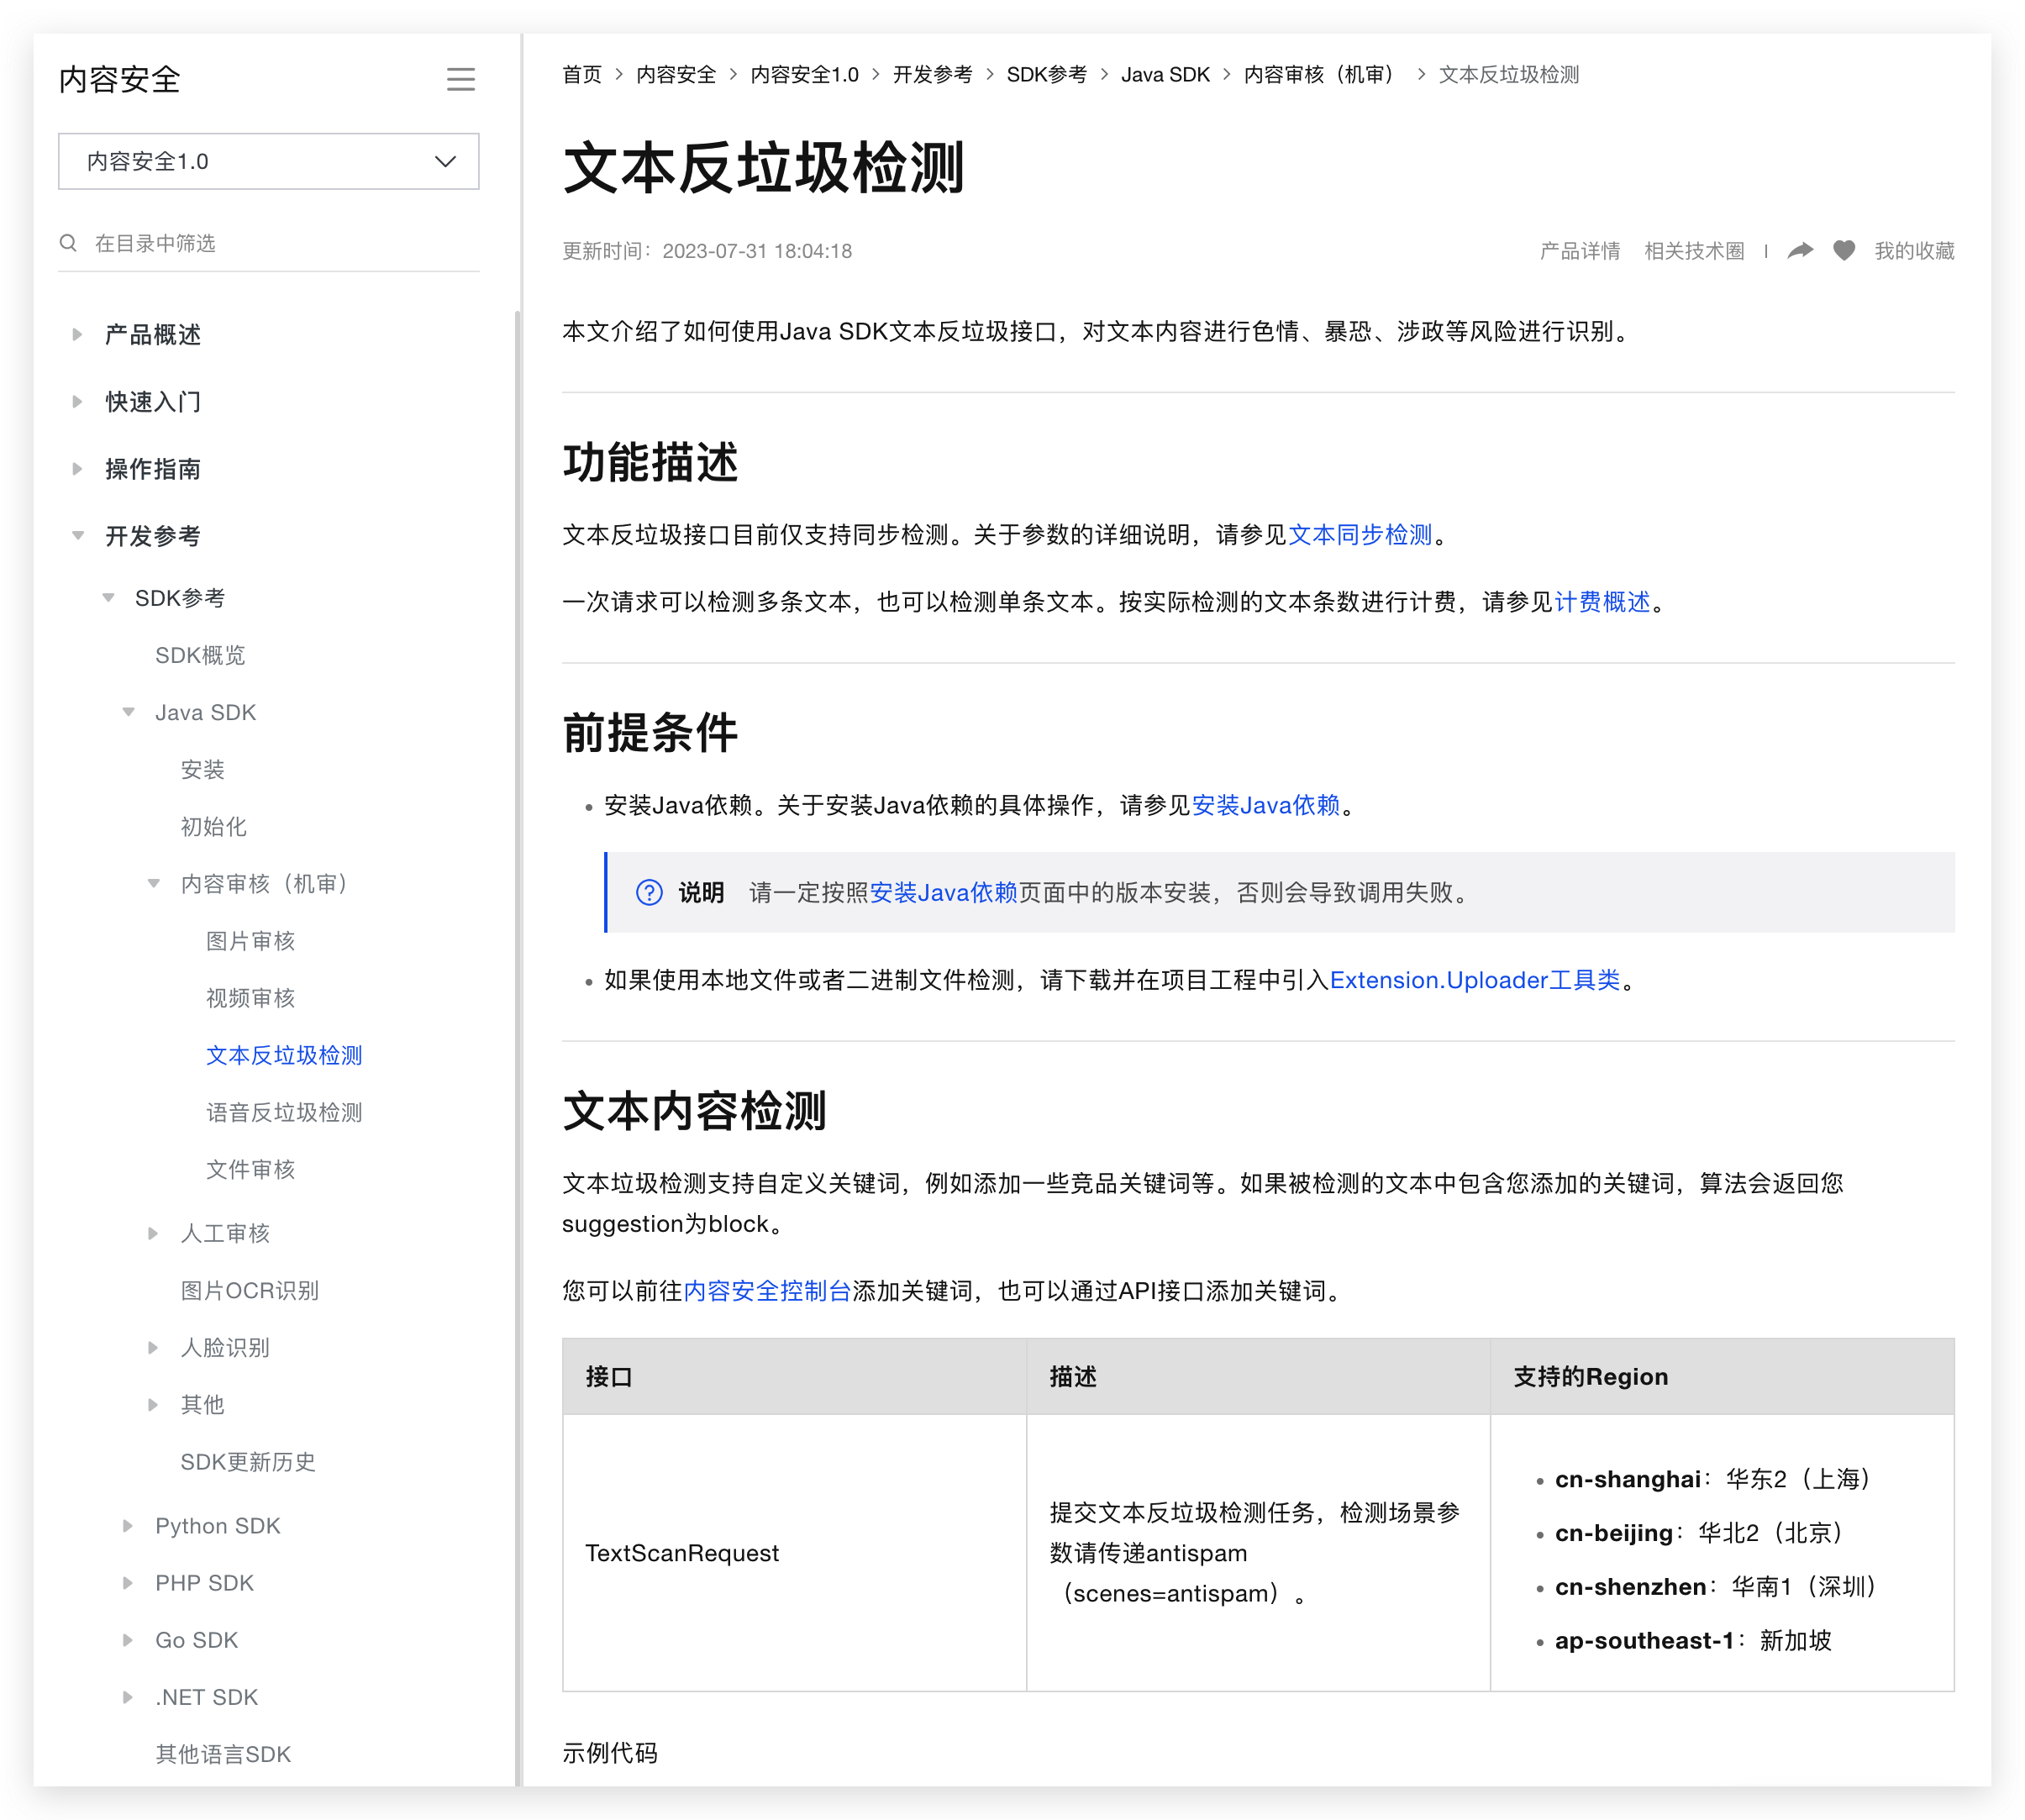 内容安全
内容安全1.0
在目录中筛选
产品概述
快速入门
操作指南
开发参考
SDK参考
SDK概览
Java SDK
安装
初始化
内容审核（机审）
图片审核
视频审核
文本反垃圾检测
语音反垃圾检测
文件审核
人工审核
图片OCR识别
人脸识别
其他
SDK更新历史
Python SDK
PHP SDK
Go SDK
.NET SDK
其他语言SDK
首页 > 内容安全 > 内容安全1.0 > 开发参考 > SDK参考 > Java SDK > 内容审核（机审） > 文本反垃圾检测
文本反垃圾检测
更新时间：2023-07-31 18:04:18 产品详情 相关技术圈 | 我的收藏
本文介绍了如何使用Java SDK文本反垃圾接口，对文本内容进行色情、暴恐、涉政等风险进行识别。
功能描述
文本反垃圾接口目前仅支持同步检测。关于参数的详细说明，请参见文本同步检测。
一次请求可以检测多条文本，也可以检测单条文本。按实际检测的文本条数进行计费，请参见计费概述。
前提条件
• 安装Java依赖。关于安装Java依赖的具体操作，请参见安装Java依赖。
说明 请一定按照安装Java依赖页面中的版本安装，否则会导致调用失败。
• 如果使用本地文件或者二进制文件检测，请下载并在项目工程中引入Extension.Uploader工具类。
文本内容检测
文本垃圾检测支持自定义关键词，例如添加一些竞品关键词等。如果被检测的文本中包含您添加的关键词，算法会返回您
suggestion为block。
您可以前往内容安全控制台添加关键词，也可以通过API接口添加关键词。
接口 描述 支持的Region
TextScanRequest
提交文本反垃圾检测任务，检测场景参
数请传递antispam
（scenes=antispam）。
• cn-shanghai：华东2（上海）
• cn-beijing：华北2（北京）
• cn-shenzhen：华南1（深圳）
• ap-southeast-1：新加坡
示例代码